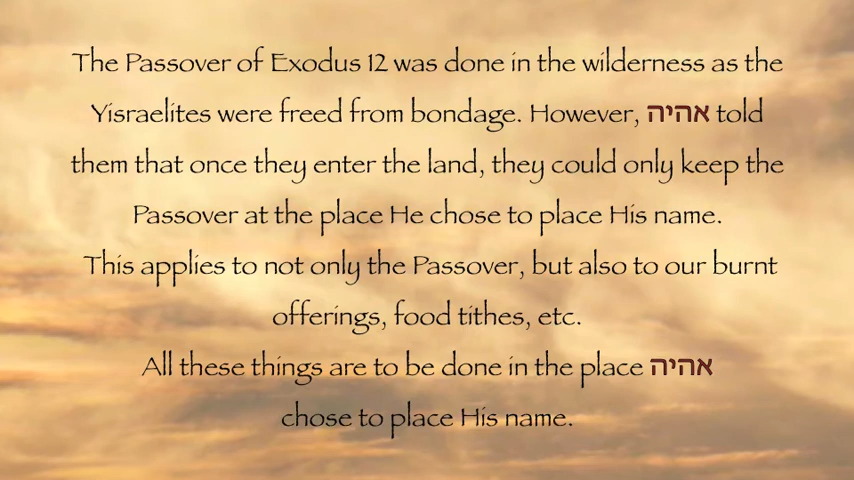 The Passover of Exodus 12 was done in the wilderness as the
Yisraelites were freed from bondage. However, אהיה told
them that once they enter the land, they could only keep the
Passover at the place He chose to place His name.
This applies to not only the Passover, but also to our burnt
offerings, food tithes, etc.
All these things are to be done in the place אהיה
chose to place His name.